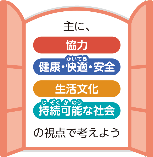 主に、
協力
健康・快適・安全
生活文化
持続可能な社会
の視点で考えよう